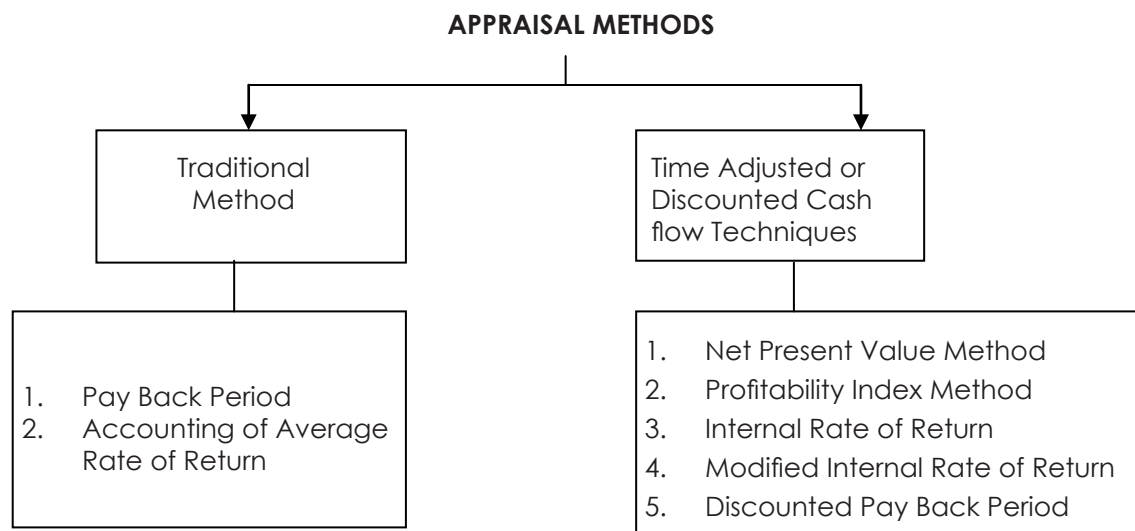 APPRAISAL METHODS
Traditional
Method
Time Adjusted or
Discounted Cash
flow Techniques
1. Pay Back Period
2. Accounting of Average
Rate of Return
1. Net Present Value Method
2. Profitability Index Method
3. Internal Rate of Return
4. Modified Internal Rate of Return
5. Discounted Pay Back Period